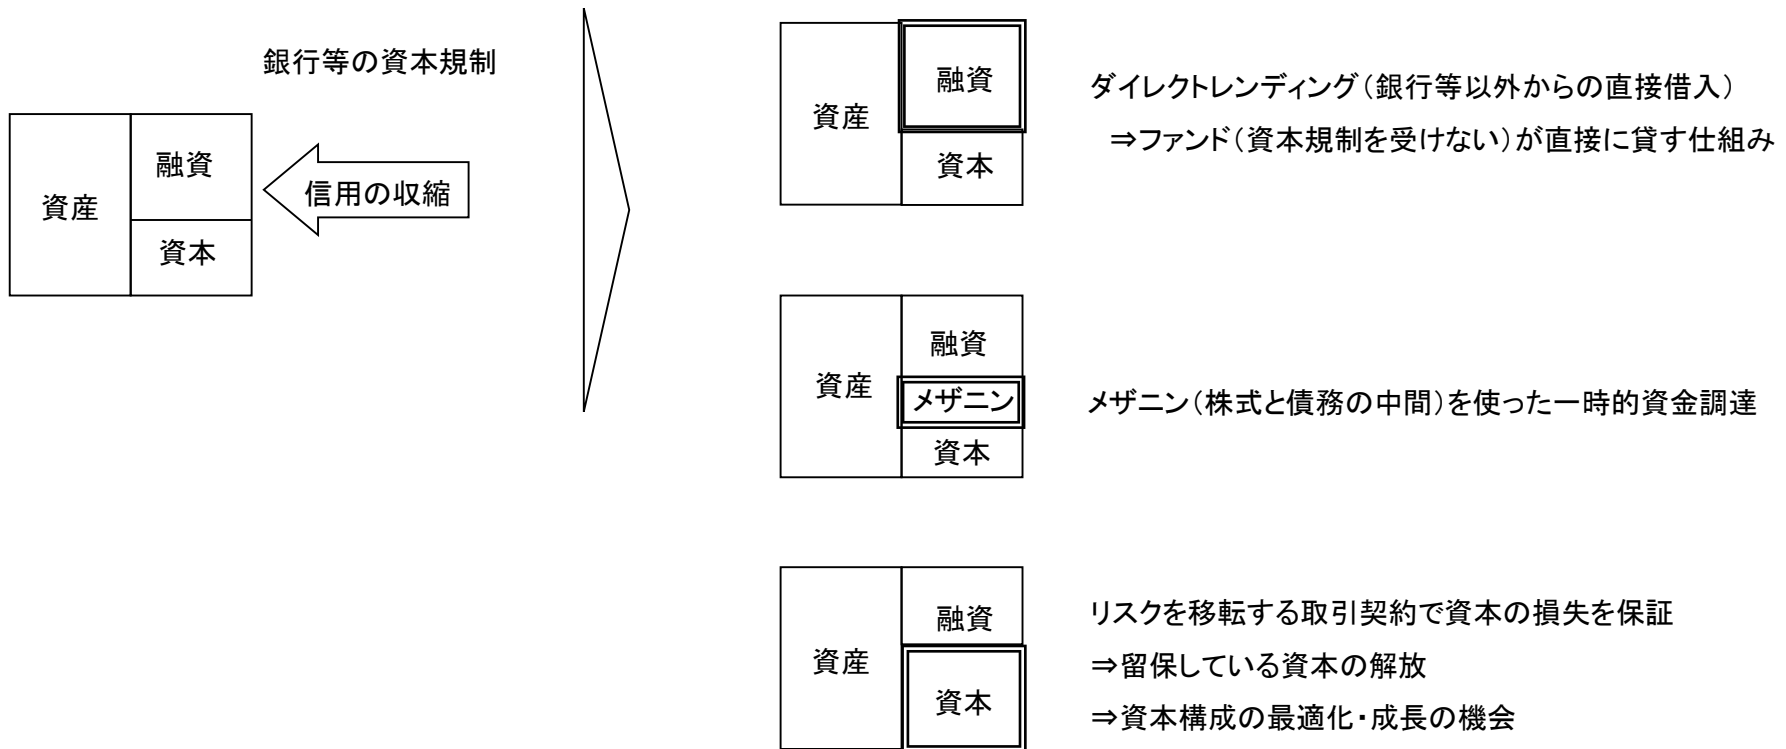 銀行等の資本規制
資産
融資
資本
信用の収縮
資産
融資
資本
ダイレクトレンディング（銀行等以外からの直接借入）
⇒ファンド（資本規制を受けない）が直接に貸す仕組み
資産
融資
メザニン
資本
メザニン（株式と債務の中間）を使った一時的資金調達
資産
融資
資本
リスクを移転する取引契約で資本の損失を保証
⇒留保している資本の解放
⇒資本構成の最適化・成長の機会